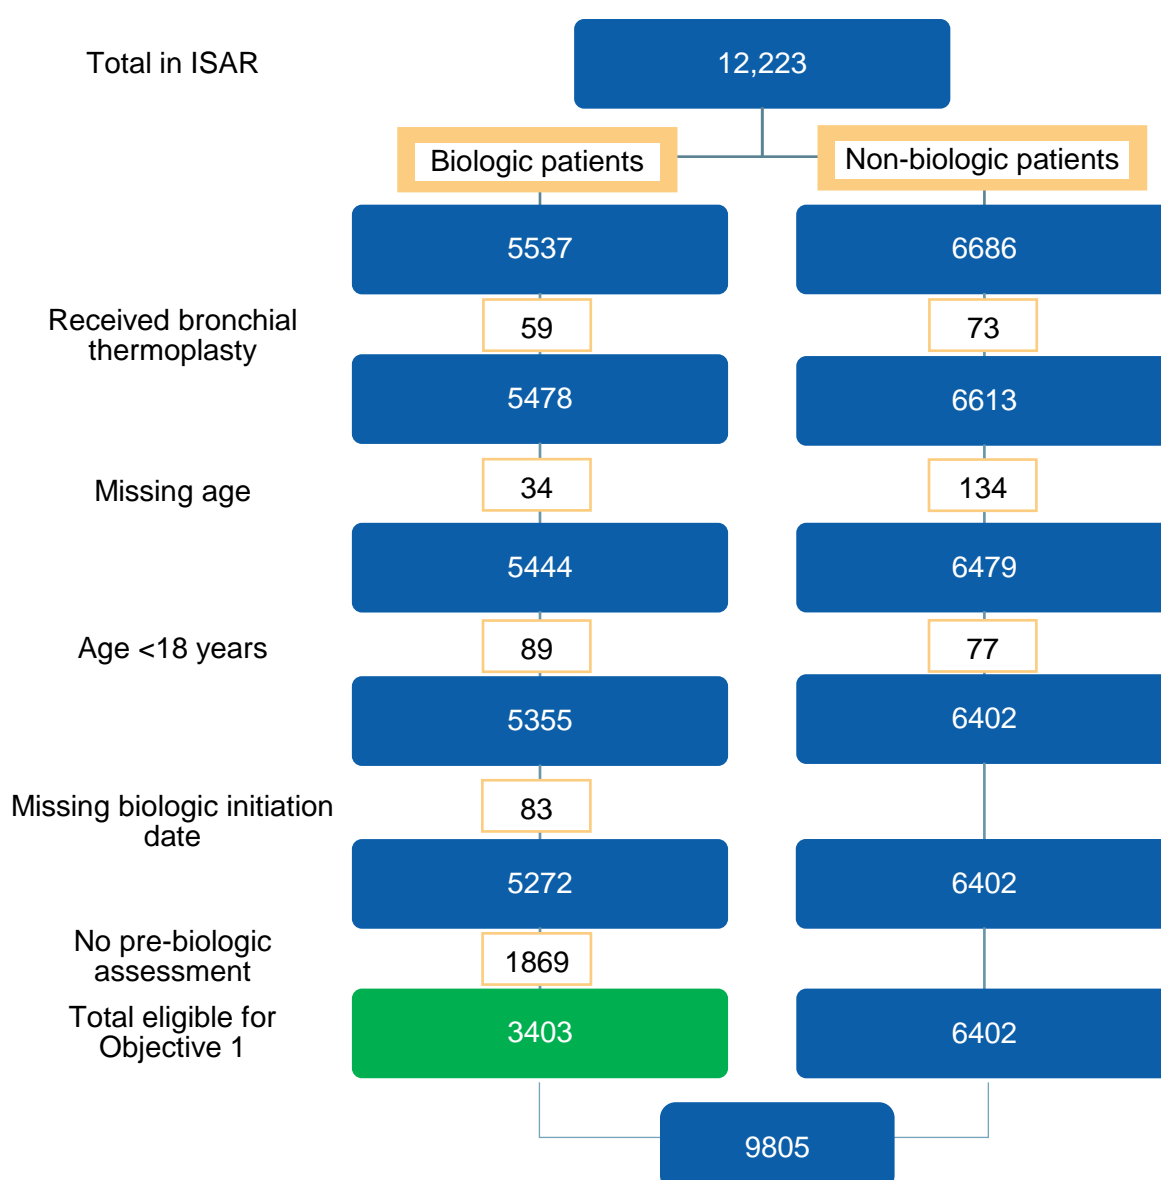 Total in ISAR
12,223
Biologic patients
Non-biologic patients
5537
6686
Received bronchial
thermoplasty
59
73
5478
6613
Missing age
34
134
5444
6479
Age <18 years
89
77
5355
6402
Missing biologic initiation
date
83
5272
6402
No pre-biologic
assessment
1869
Total eligible for
Objective 1
3403
6402
9805